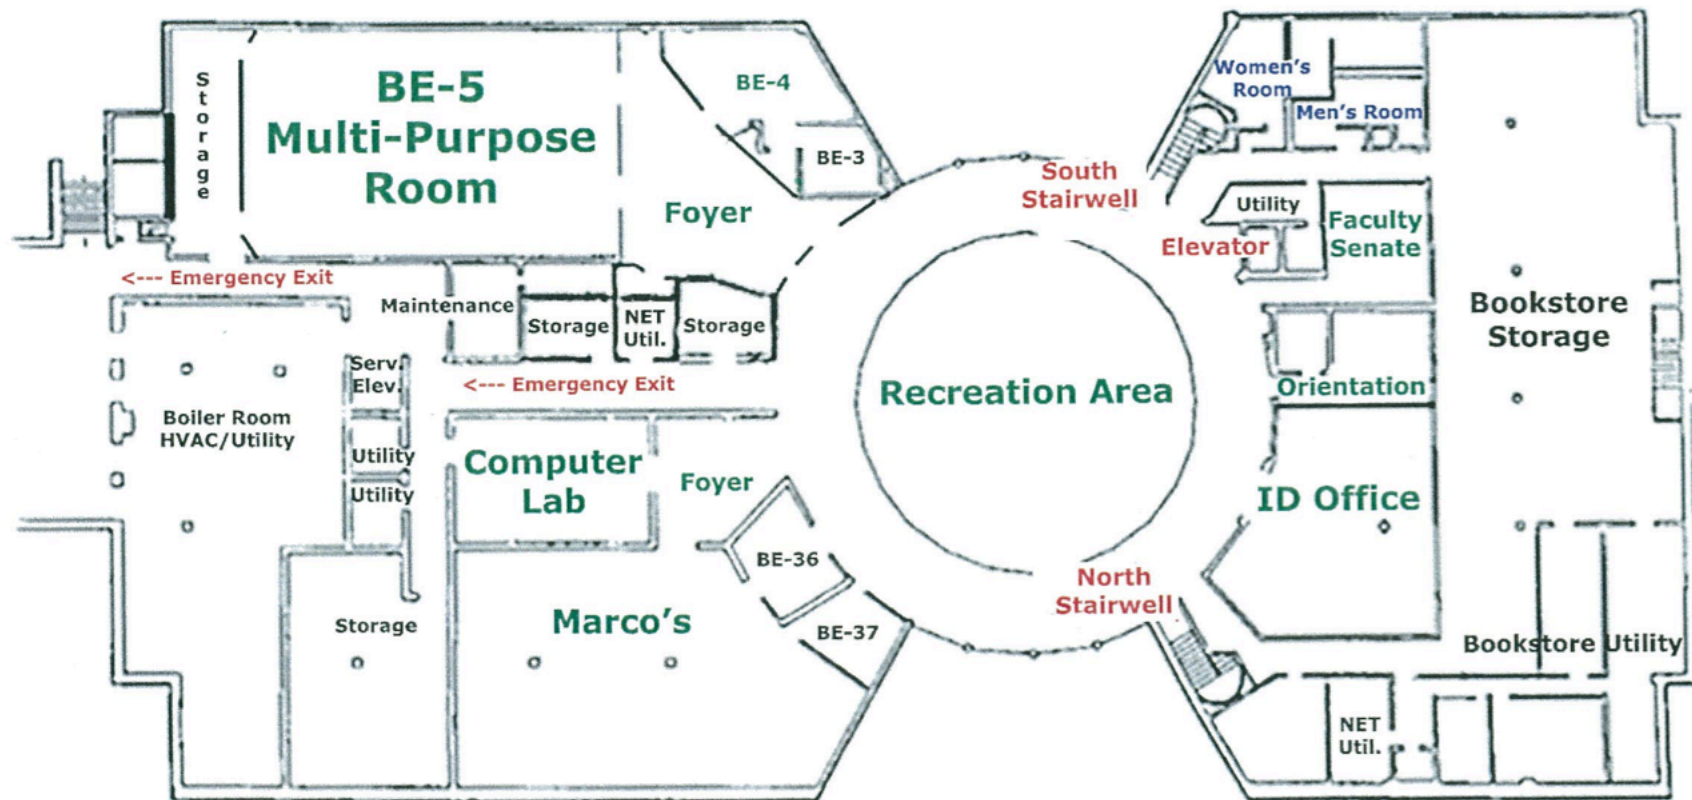 Storage
BE-5
Multi-Purpose
Room
BE-4
BE-3
Foyer
South
Stairwell
Women's
Room
Men's Room
Utility
Elevator
Faculty
Senate
<--- Emergency Exit
Maintenance
Storage
NET
Util.
Storage
Bookstore
Storage
Serv.
Elev.
<--- Emergency Exit
Recreation Area
Orientation
Boiler Room
HVAC/Utility
Utility
Utility
Computer
Lab
Foyer
ID Office
BE-36
North
Stairwell
Storage
Marco's
BE-37
Bookstore Utility
NET
Util.